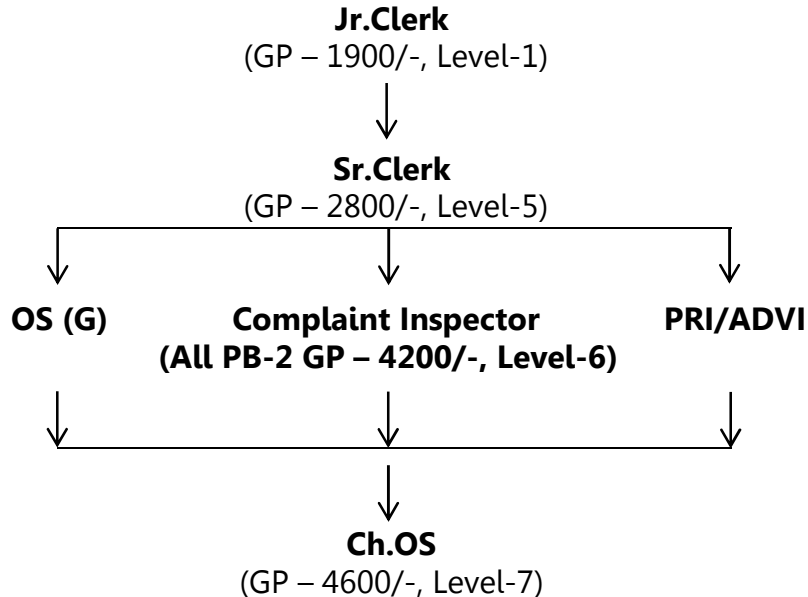 Jr.Clerk
(GP – 1900/-, Level-1)
Sr.Clerk
(GP – 2800/-, Level-5)
OS (G) Complaint Inspector PRI/ADVI
(All PB-2 GP – 4200/-, Level-6)
Ch.OS
(GP – 4600/-, Level-7)